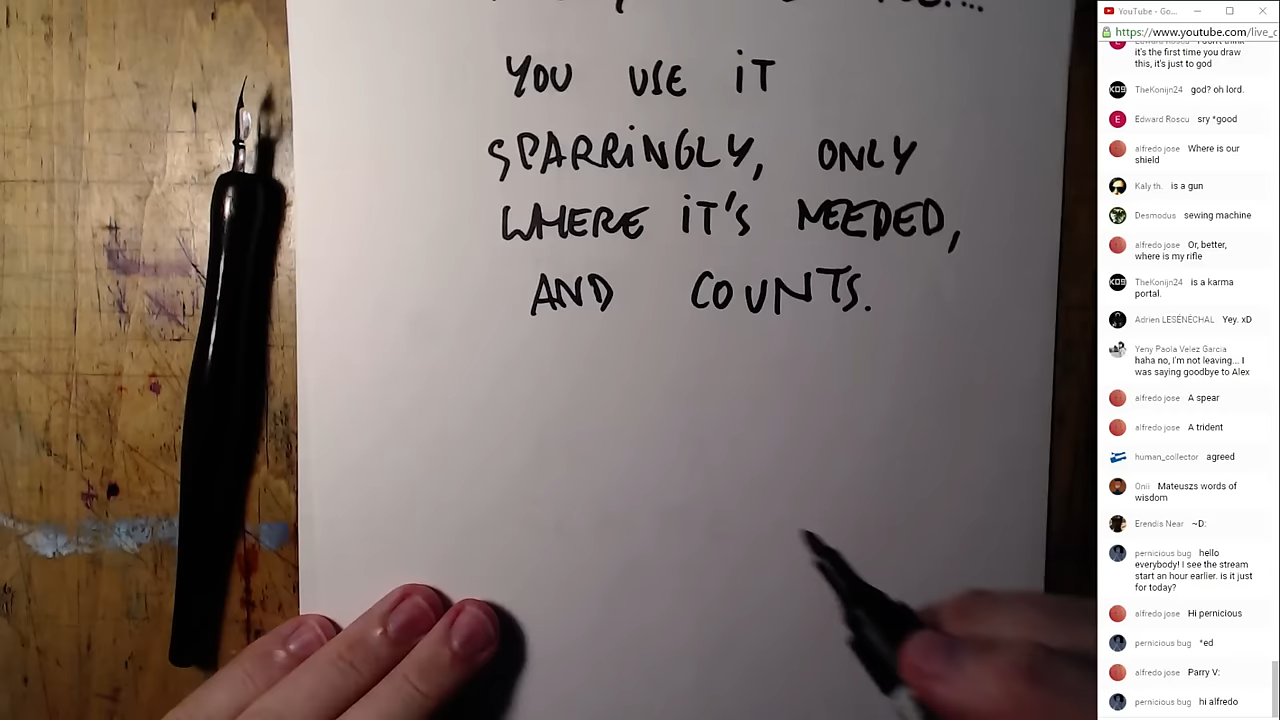 YOU USE iT
SPARRiNGLY, ONLY
WHERE iT'S NEEDED,
AND COUNTS.
YouTube - Go...
https://www.youtube.com/live_c
it's the first time you draw
this, it's just to god
TheKonijn24 god? oh lord.
Edward Roscu sry *good
alfredo jose Where is our
shield
Kaly th. is a gun
Desmodus sewing machine
alfredo jose Or, better,
where is my rifle
TheKonijn24 is a karma
portal.
Adrien LESÉNÉCHAL Yey. xD
Yeny Paola Velez Garcia
haha no, i'm not leaving... I
was saying goodbye to Alex
alfredo jose A spear
alfredo jose A trident
human_collector agreed
Onii Mateuszs words of
wisdom
Erendis Near ~D:
pernicious bug hello
everybody! I see the stream
start an hour earlier. is it just
for today?
alfredo jose Hi pernicious
pernicious bug *ed
alfredo jose Parry V:
pernicious bug hi alfredo